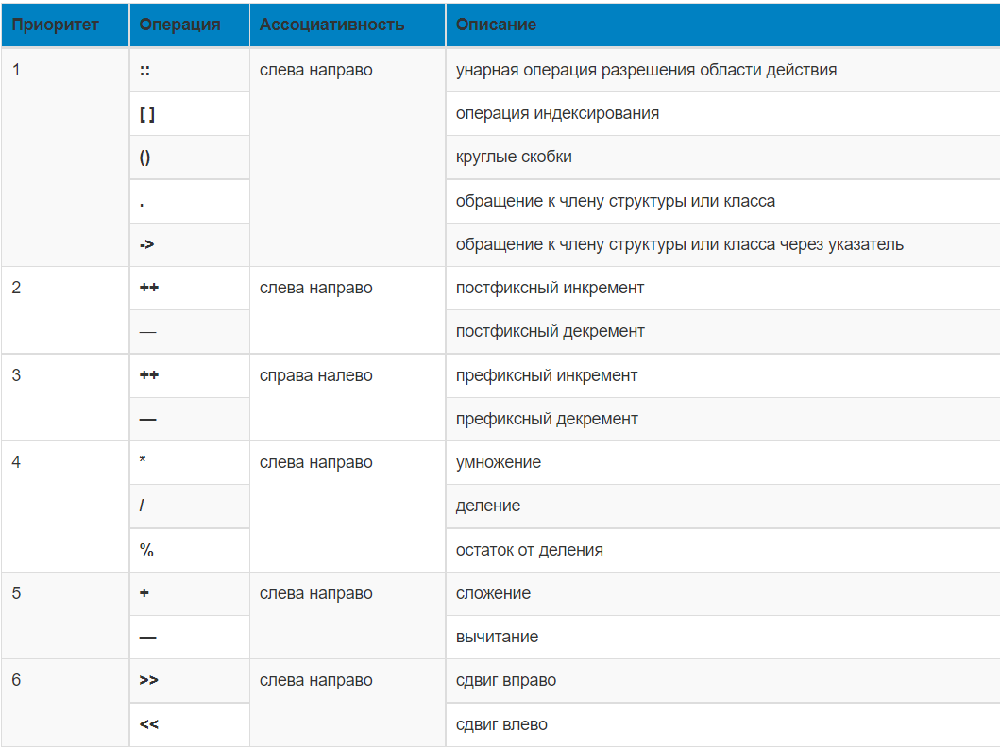 Приоритет Операция Ассоциативность Описание
1 :: слева направо унарная операция разрешения области действия
[ ] операция индексирования
() круглые скобки
. обращение к члену структуры или класса
-> обращение к члену структуры или класса через указатель
2 ++ слева направо постфиксный инкремент
— постфиксный декремент
3 ++ справа налево префиксный инкремент
— префиксный декремент
4 * слева направо умножение
/ деление
% остаток от деления
5 + слева направо сложение
— вычитание
6 >> слева направо сдвиг вправо
<< сдвиг влево